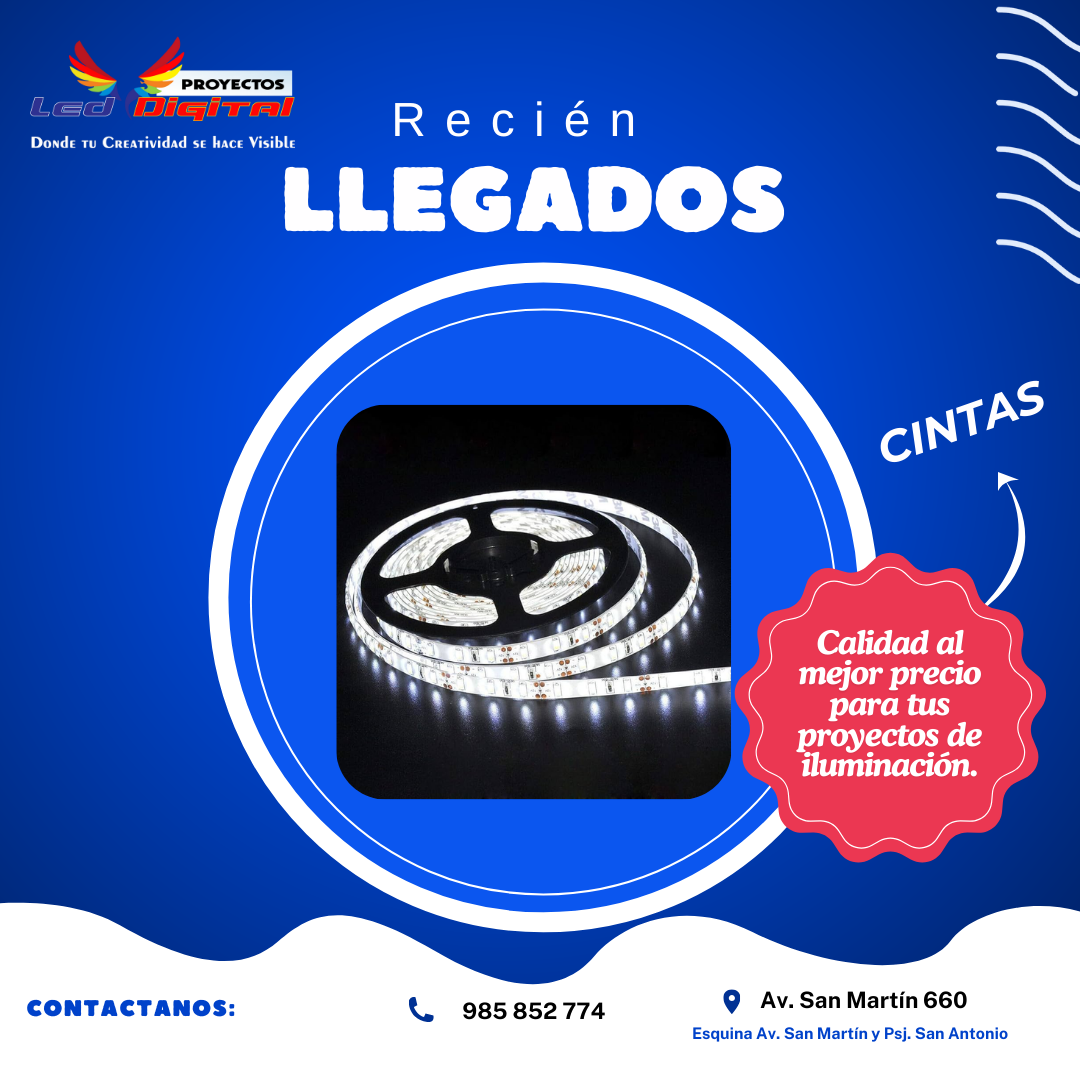 PROYECTOS
Led Digital
Donde tu Creatividad se hace Visible
Recién
LLEGADOS
CINTAS
Calidad al
mejor precio
para tus
proyectos de
iluminación.
CONTACTANOS:
985 852 774
Av. San Martín 660
Esquina Av. San Martín y Psj. San Antonio